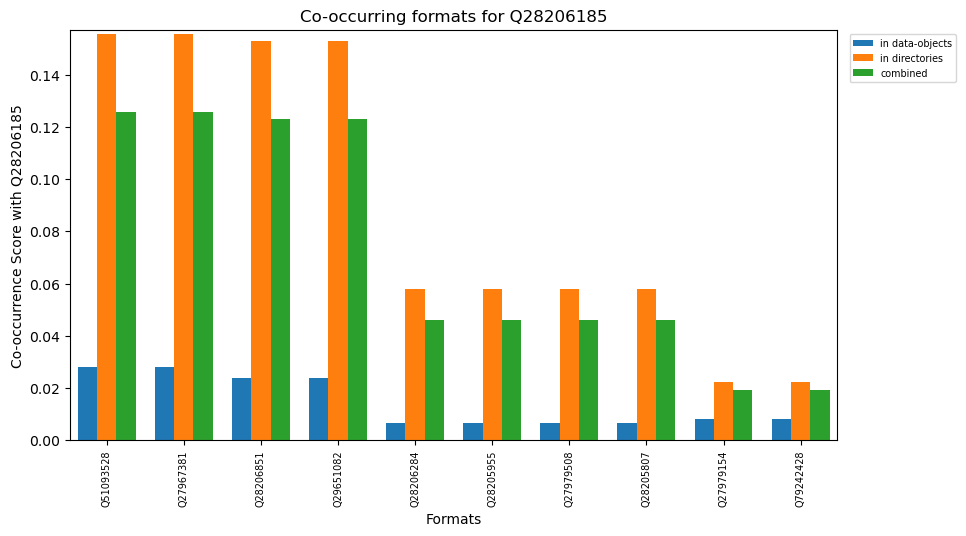 Co-occurring formats for Q28206185
in data-objects
in directories
combined
Co-occurrence Score with Q28206185
0.14
0.12
0.10
0.08
0.06
0.04
0.02
0.00
Q51093528
Q27967381
Q28206851
Q29651082
Q28206284
Q28205955
Q27979508
Q28205807
Q27979154
Q79242428
Formats